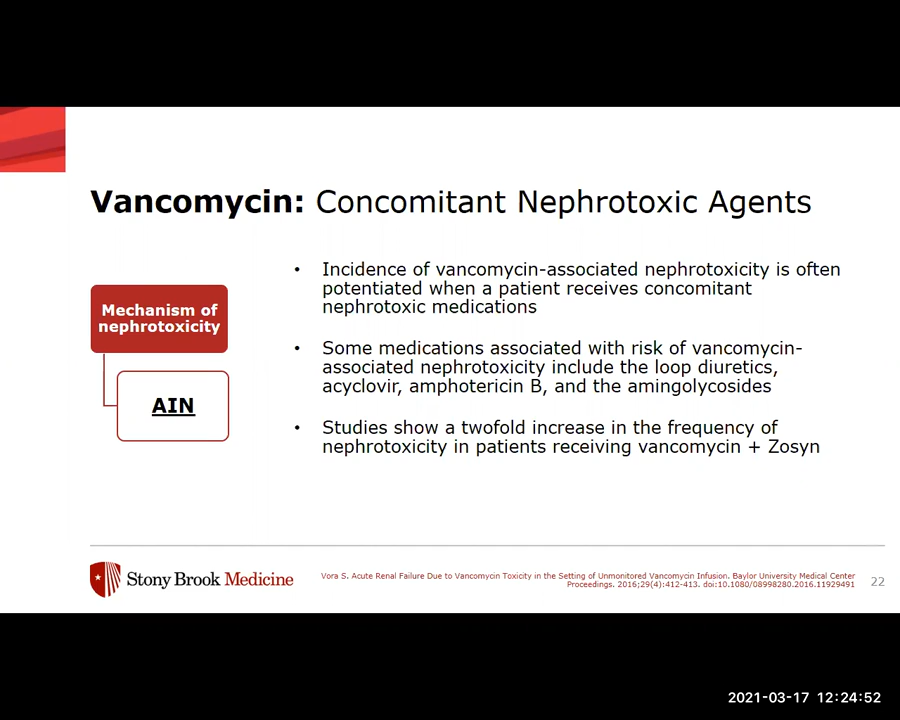 Vancomycin: Concomitant Nephrotoxic Agents
Mechanism of
nephrotoxicity
AIN
• Incidence of vancomycin-associated nephrotoxicity is often
potentiated when a patient receives concomitant
nephrotoxic medications
• Some medications associated with risk of vancomycin-
associated nephrotoxicity include the loop diuretics,
acyclovir, amphotericin B, and the amingolycosides
• Studies show a twofold increase in the frequency of
nephrotoxicity in patients receiving vancomycin + Zosyn
Stony Brook Medicine
Vora S. Acute Renal Failure Due to Vancomycin Toxicity in the Setting of Unmonitored Vancomycin Infusion. Baylor University Medical Center
Proceedings. 2016;29(4):412-413. doi:10.1080/08998280.2016.11929491
22
2021-03-17 12:24:52